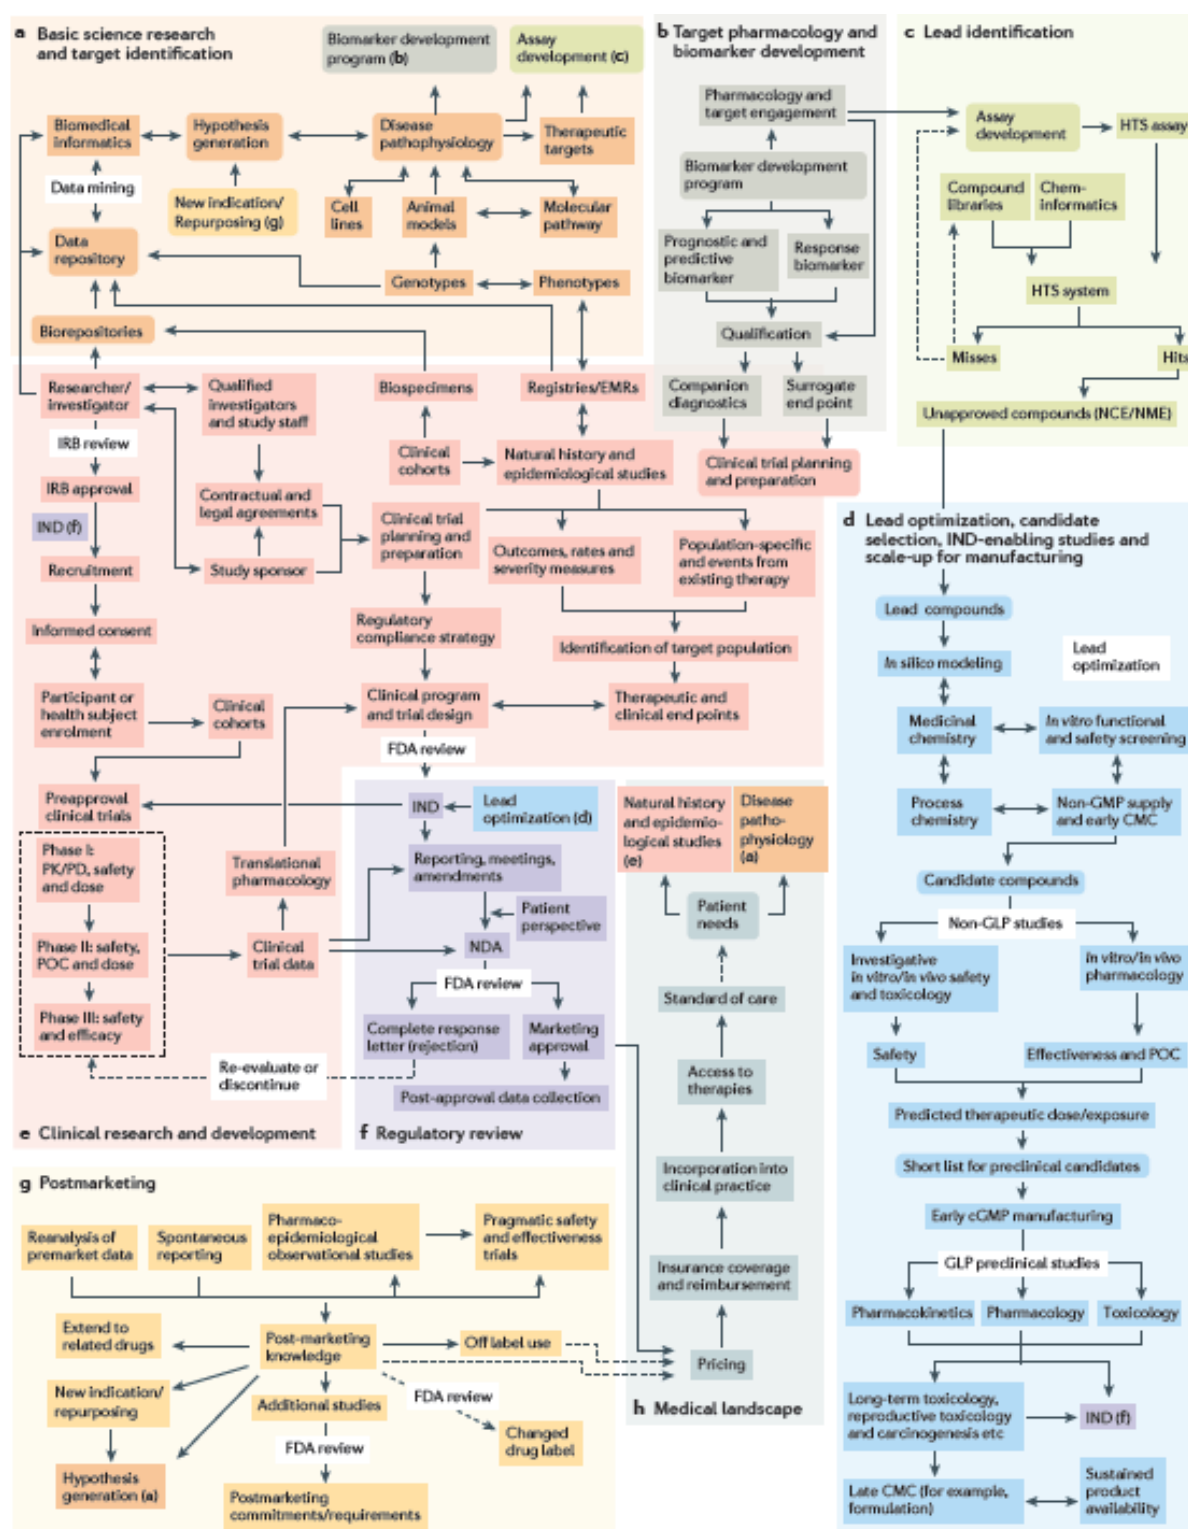 a Basic science research
and target identification
Biomarker development
program (b)
Assay
development (c)
Biomedical
informatics
Hypothesis
generation
Disease
pathophysiology
Therapeutic
targets
Data mining
New indication/
Repurposing (g)
Cell
lines
Animal
models
Molecular
pathway
Data
repository
Genotypes
Phenotypes
Biorepositories
b Target pharmacology and
biomarker development
Pharmacology and
target engagement
Biomarker development
program
Prognostic and
predictive
biomarker
Response
biomarker
Qualification
Companion
diagnostics
Surrogate
end point
Clinical trial planning
and preparation
c Lead identification
Assay
development
HTS assay
Compound
libraries
Chem-
informatics
HTS system
Misses
Hits
Unapproved compounds (NCE/NME)
Researcher/
investigator
Qualified
investigators
and study staff
Biospecimens
Registries/EMRs
IRB review
Clinical
cohorts
Natural history and
epidemiological studies
IRB approval
Contractual and
legal agreements
IND (f)
Clinical trial
planning and
preparation
Outcomes, rates and
severity measures
Population-specific
and events from
existing therapy
Recruitment
Study sponsor
Informed consent
Regulatory
compliance strategy
Identification of target population
Participant or
health subject
enrolment
Clinical
cohorts
Clinical program
and trial design
Therapeutic and
clinical end points
FDA review
Preapproval
clinical trials
Phase I:
PK/PD, safety
and dose
Translational
pharmacology
Phase II: safety,
POC and dose
Clinical
trial data
Phase III: safety
and efficacy
Re-evaluate or
discontinue
e Clinical research and development
IND
Lead
optimization (d)
Reporting, meetings,
amendments
Patient
perspective
NDA
FDA review
Complete response
letter (rejection)
Marketing
approval
Post-approval data collection
f Regulatory review
Natural history
and epidemio-
logical studies
(e)
Disease
patho-
physiology
(a)
Patient
needs
Standard of care
Access to
therapies
Incorporation into
clinical practice
Insurance coverage
and reimbursement
Pricing
h Medical landscape
d Lead optimization, candidate
selection, IND-enabling studies and
scale-up for manufacturing
Lead compounds
In silico modeling
Lead
optimization
Medicinal
chemistry
In vitro functional
and safety screening
Process
chemistry
Non-GMP supply
and early CMC
Candidate compounds
Non-GLP studies
Investigative
in vitro/in vivo safety
and toxicology
in vitro/in vivo
pharmacology
Safety
Effectiveness and POC
Predicted therapeutic dose/exposure
Short list for preclinical candidates
Early cGMP manufacturing
GLP preclinical studies
Pharmacokinetics
Pharmacology
Toxicology
Long-term toxicology,
reproductive toxicology
and carcinogenesis etc
IND (f)
Late CMC (for example,
formulation)
Sustained
product
availability
g Postmarketing
Reanalysis of
premarket data
Spontaneous
reporting
Pharmaco-
epidemiological
observational studies
Pragmatic safety
and effectiveness
trials
Extend to
related drugs
Post-marketing
knowledge
Off label use
New indication/
repurposing
Additional studies
FDA review
Changed
drug label
FDA review
Hypothesis
generation (a)
Postmarketing
commitments/requirements